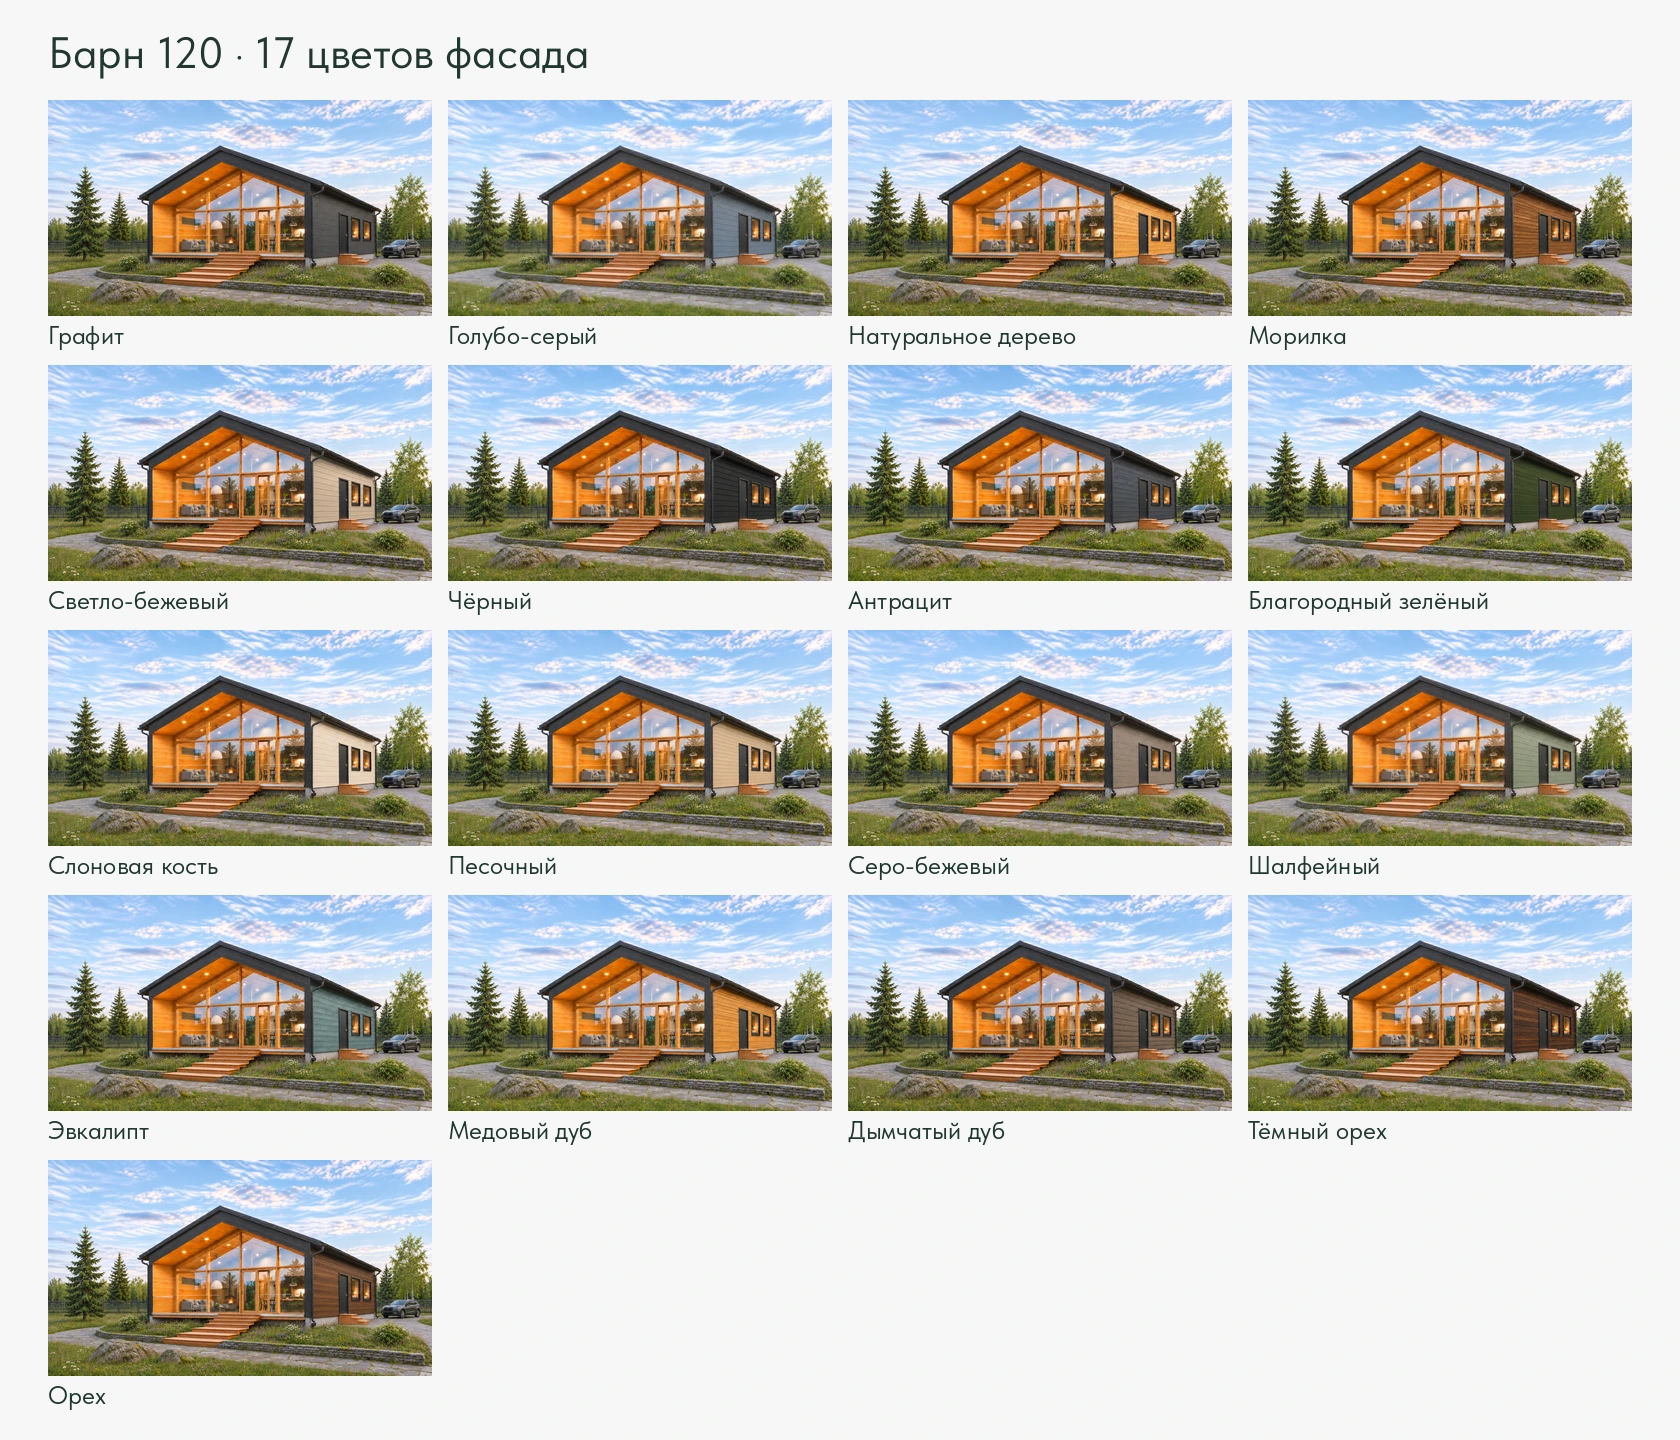 Барн 120 · 17 цветов фасада
Графит
Голубо-серый
Натуральное дерево
Морилка
Светло-бежевый
Чёрный
Антрацит
Благородный зелёный
Слоновая кость
Песочный
Серо-бежевый
Шалфейный
Эвкалипт
Медовый дуб
Дымчатый дуб
Тёмный орех
Орех